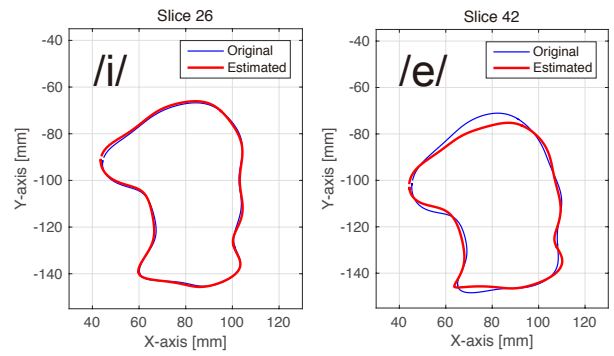 Slice 26
/i/
Original
Estimated
Y-axis [mm]
-40
-60
-80
-100
-120
-140
40 60 80 100 120
X-axis [mm]
Slice 42
/e/
Original
Estimated
Y-axis [mm]
-40
-60
-80
-100
-120
-140
40 60 80 100 120
X-axis [mm]